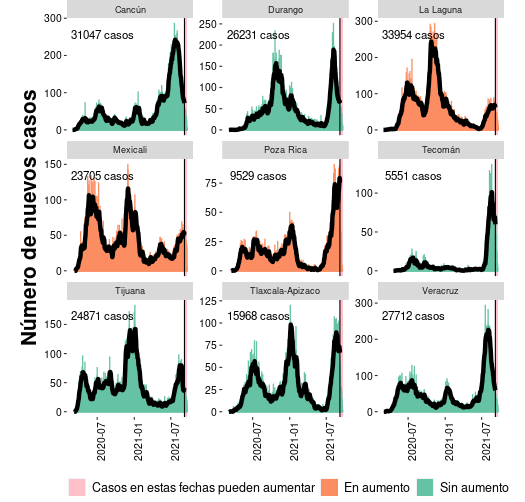 Cancún Durango La Laguna
300 31047 casos 250 26231 casos 300 33954 casos
200 200 200
150
100 100 100
50
0 0 0
Mexicali Poza Rica Tecomán
150 23705 casos 75 9529 casos 5551 casos
100 50 100
50 25 50
0 0 0
Tijuana Tlaxcala-Apizaco Veracruz
24871 casos 125 15968 casos 300 27712 casos
150 100
100 75 200
50 50 100
25
0 0 0
2020-07 2021-01 2021-07 2020-07 2021-01 2021-07 2020-07 2021-01 2021-07
Número de nuevos casos
Casos en estas fechas pueden aumentar En aumento Sin aumento